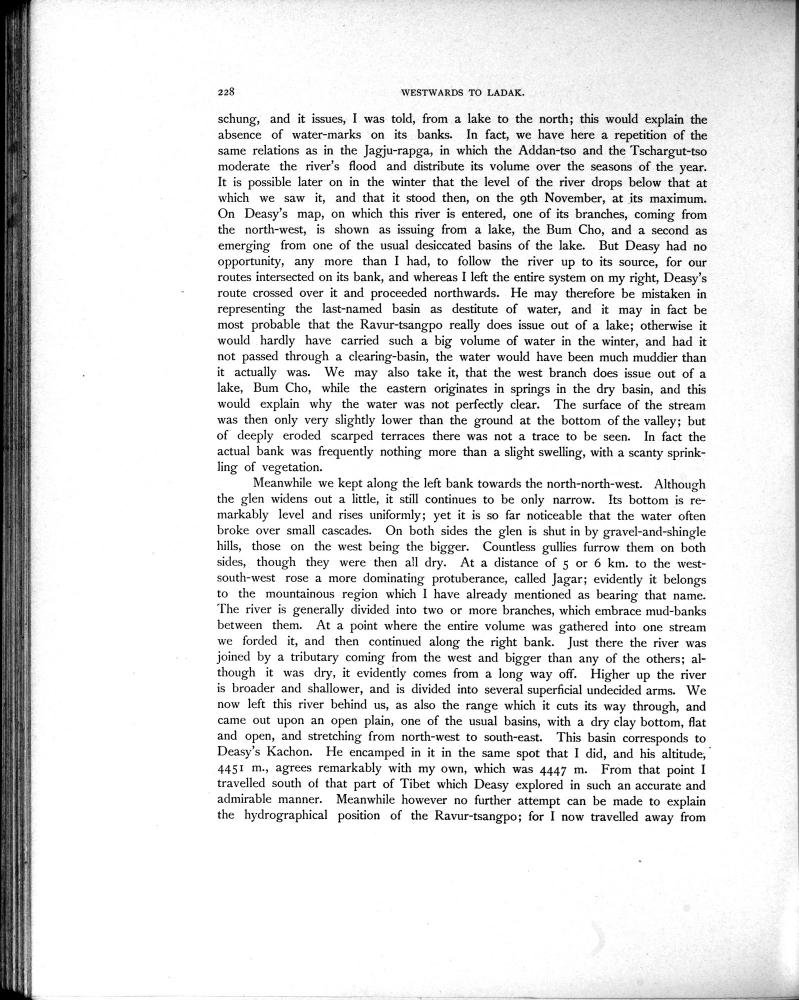 228 WESTWARDS TO LADAK.
schung, and it issues, I was told, from a lake to the north; this would explain the
absence of water-marks on its banks. In fact, we have here a repetition of the
same relations as in the Jagju-rapga, in which the Addan-tso and the Tschargut-tso
moderate the river's flood and distribute its volume over the seasons of the year.
It is possible later on in the winter that the level of the river drops below that at
which we saw it, and that it stood then, on the 9th November, at its maximum.
On Deasy's map, on which this river is entered, one of its branches, coming from
the north-west, is shown as issuing from a lake, the Bum Cho, and a second as
emerging from one of the usual desiccated basins of the lake. But Deasy had no
opportunity, any more than I had, to follow the river up to its source, for our
routes intersected on its bank, and whereas I left the entire system on my right, Deasy's
route crossed over it and proceeded northwards. He may therefore be mistaken in
representing the last-named basin as destitute of water, and it may in fact be
most probable that the Ravur-tsangpo really does issue out of a lake; otherwise it
would hardly have carried such a big volume of water in the winter, and had it
not passed through a clearing-basin, the water would have been much muddier than
it actually was. We may also take it, that the west branch does issue out of a
lake, Bum Cho, while the eastern originates in springs in the dry basin, and this
would explain why the water was not perfectly clear. The surface of the stream
was then only very slightly lower than the ground at the bottom of the valley; but
of deeply eroded scarped terraces there was not a trace to be seen. In fact the
actual bank was frequently nothing more than a slight swelling, with a scanty sprink-
ling of vegetation.
Meanwhile we kept along the left bank towards the north-north-west. Although
the glen widens out a little, it still continues to be only narrow. Its bottom is re-
markably level and rises uniformly; yet it is so far noticeable that the water often
broke over small cascades. On both sides the glen is shut in by gravel-and-shingle
hills, those on the west being the bigger. Countless gullies furrow them on both
sides, though they were then all dry. At a distance of 5 or 6 km. to the west-
south-west rose a more dominating protuberance, called Jagar; evidently it belongs
to the mountainous region which I have already mentioned as bearing that name.
The river is generally divided into two or more branches, which embrace mud-banks
between them. At a point where the entire volume was gathered into one stream
we forded it, and then continued along the right bank. Just there the river was
joined by a tributary coming from the west and bigger than any of the others; al-
though it was dry, it evidently comes from a long way off. Higher up the river
is broader and shallower, and is divided into several superficial undecided arms. We
now left this river behind us, as also the range which it cuts its way through, and
came out upon an open plain, one of the usual basins, with a dry clay bottom, flat
and open, and stretching from north-west to south-east. This basin corresponds to
Deasy's Kachon. He encamped in it in the same spot that I did, and his altitude,
4451 m., agrees remarkably with my own, which was 4447 m. From that point I
travelled south of that part of Tibet which Deasy explored in such an accurate and
admirable manner. Meanwhile however no further attempt can be made to explain
the hydrographical position of the Ravur-tsangpo; for I now travelled away from